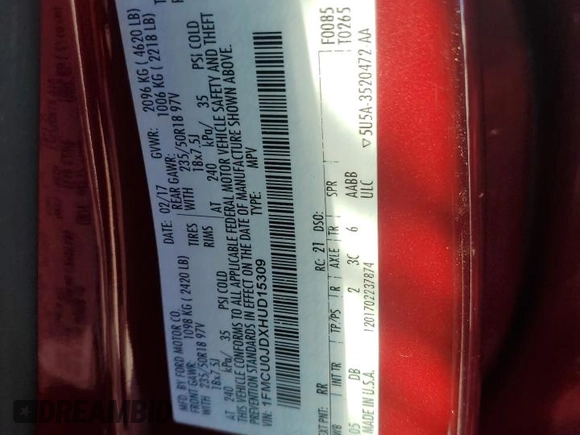 MFD. BY FORD MOTOR CO.
DATE: 02/17 GVWR: 2096 KG ( 4620 LB)
FRONT GAWR: 1098 KG ( 2420 LB) REAR GAWR: 1006 KG ( 2218 LB)
235/50R18 97V TIRES WITH 235/50R18 97V
18x7.5J RIMS 18x7.5J
AT 240 kPa/ 35 PSI COLD AT 240 kPa/ 35 PSI COLD
THIS VEHICLE CONFORMS TO ALL APPLICABLE FEDERAL MOTOR VEHICLE SAFETY AND THEFT
PREVENTION STANDARDS IN EFFECT ON THE DATE OF MANUFACTURE SHOWN ABOVE.
1FMCU0JDXHUD15309 TYPE: MPV
F0085
T0265
EXT PNT: RR RC: 21 DSO:
WB INT TR TP/PS R AXLE TR SPR
05 DB 2 3C 6 AABB
MADE IN U.S.A. 1201702237874 ULC
5U5A-3520472 AA
DREAMBID